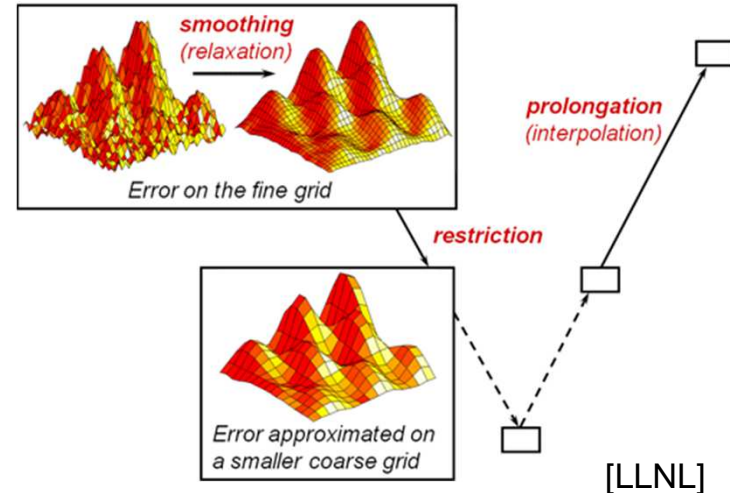 smoothing
(relaxation)
Error on the fine grid
prolongation
(interpolation)
restriction
Error approximated on
a smaller coarse grid
[LLNL]